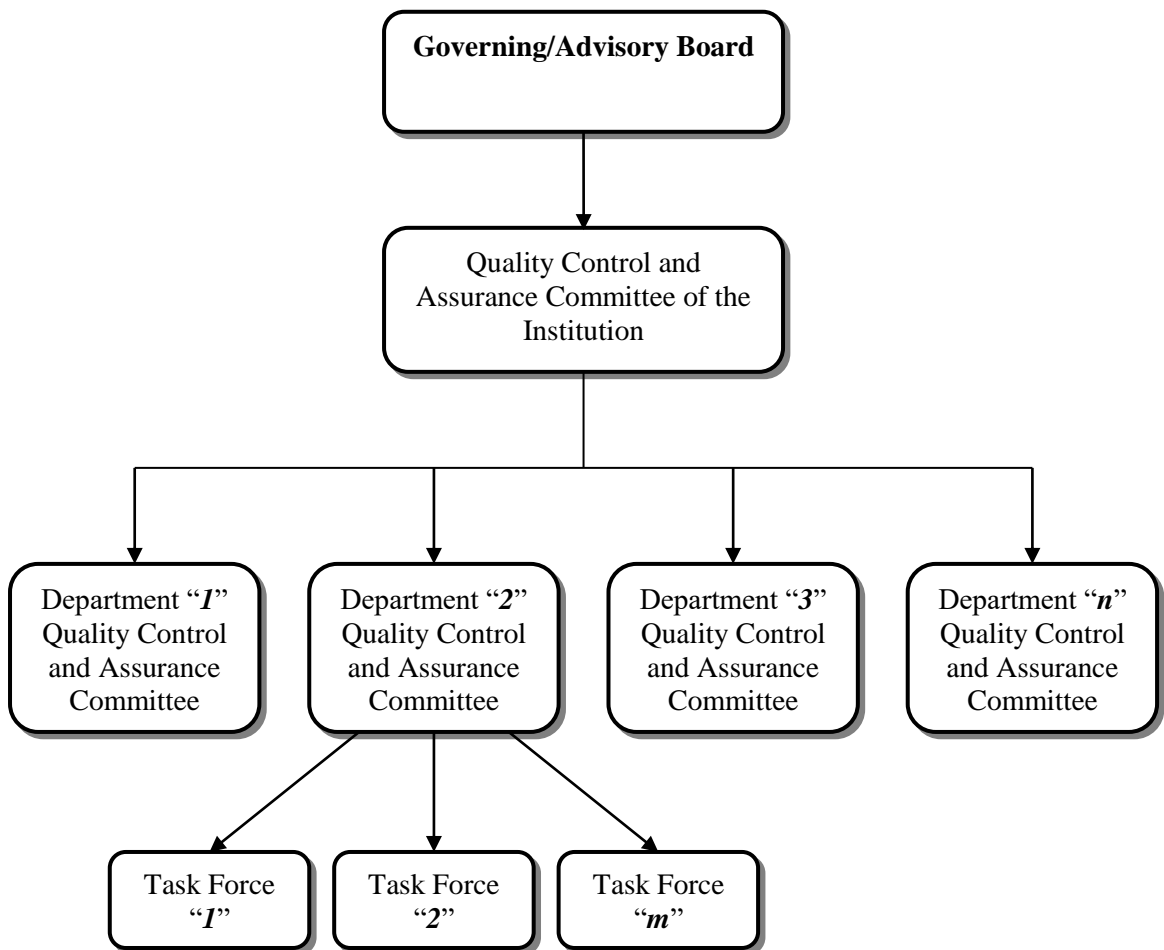 Governing/Advisory Board
Quality Control and
Assurance Committee of the
Institution
Department “1”
Quality Control
and Assurance
Committee
Department “2”
Quality Control
and Assurance
Committee
Department “3”
Quality Control
and Assurance
Committee
Department “n”
Quality Control
and Assurance
Committee
Task Force
“1”
Task Force
“2”
Task Force
“m”